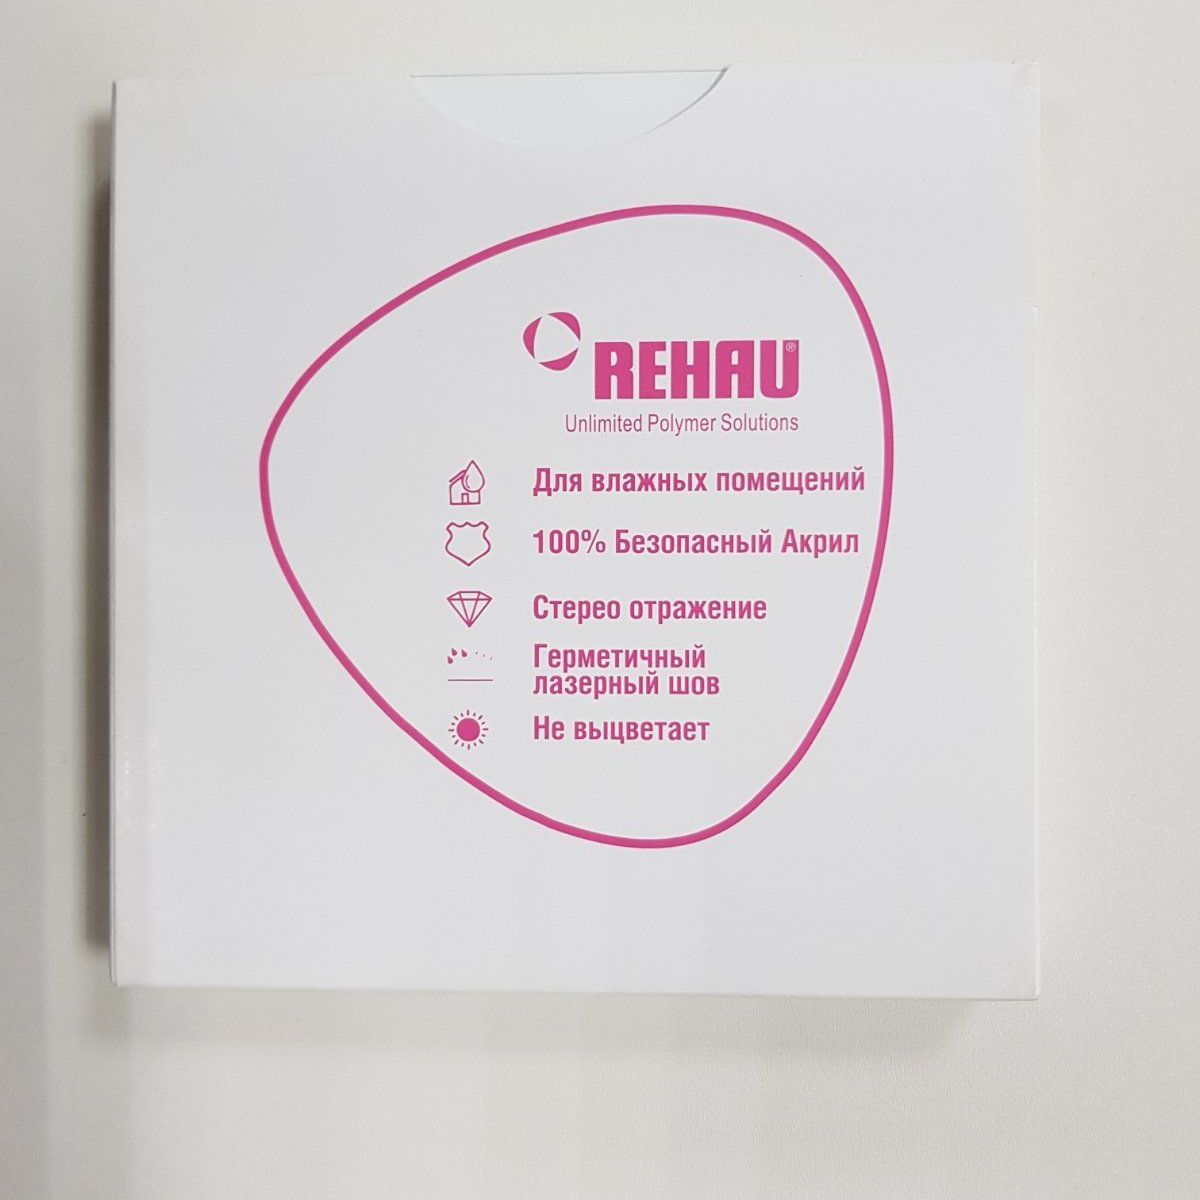 REHAU®
Unlimited Polymer Solutions
Для влажных помещений
100% Безопасный Акрил
Стерео отражение
Герметичный
лазерный шов
Не выцветает